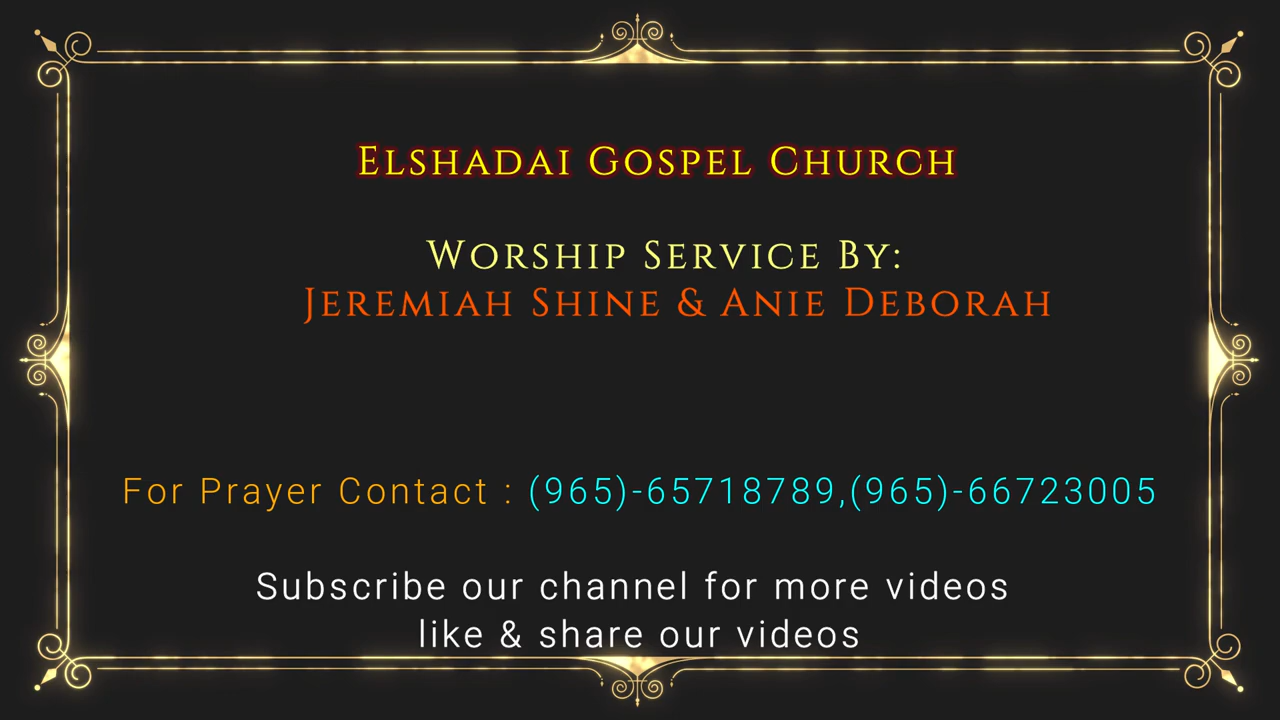 Elshadai Gospel Church
Worship Service By:
Jeremiah Shine & Anie Deborah
For Prayer Contact : (965)-65718789,(965)-66723005
Subscribe our channel for more videos
like & share our videos